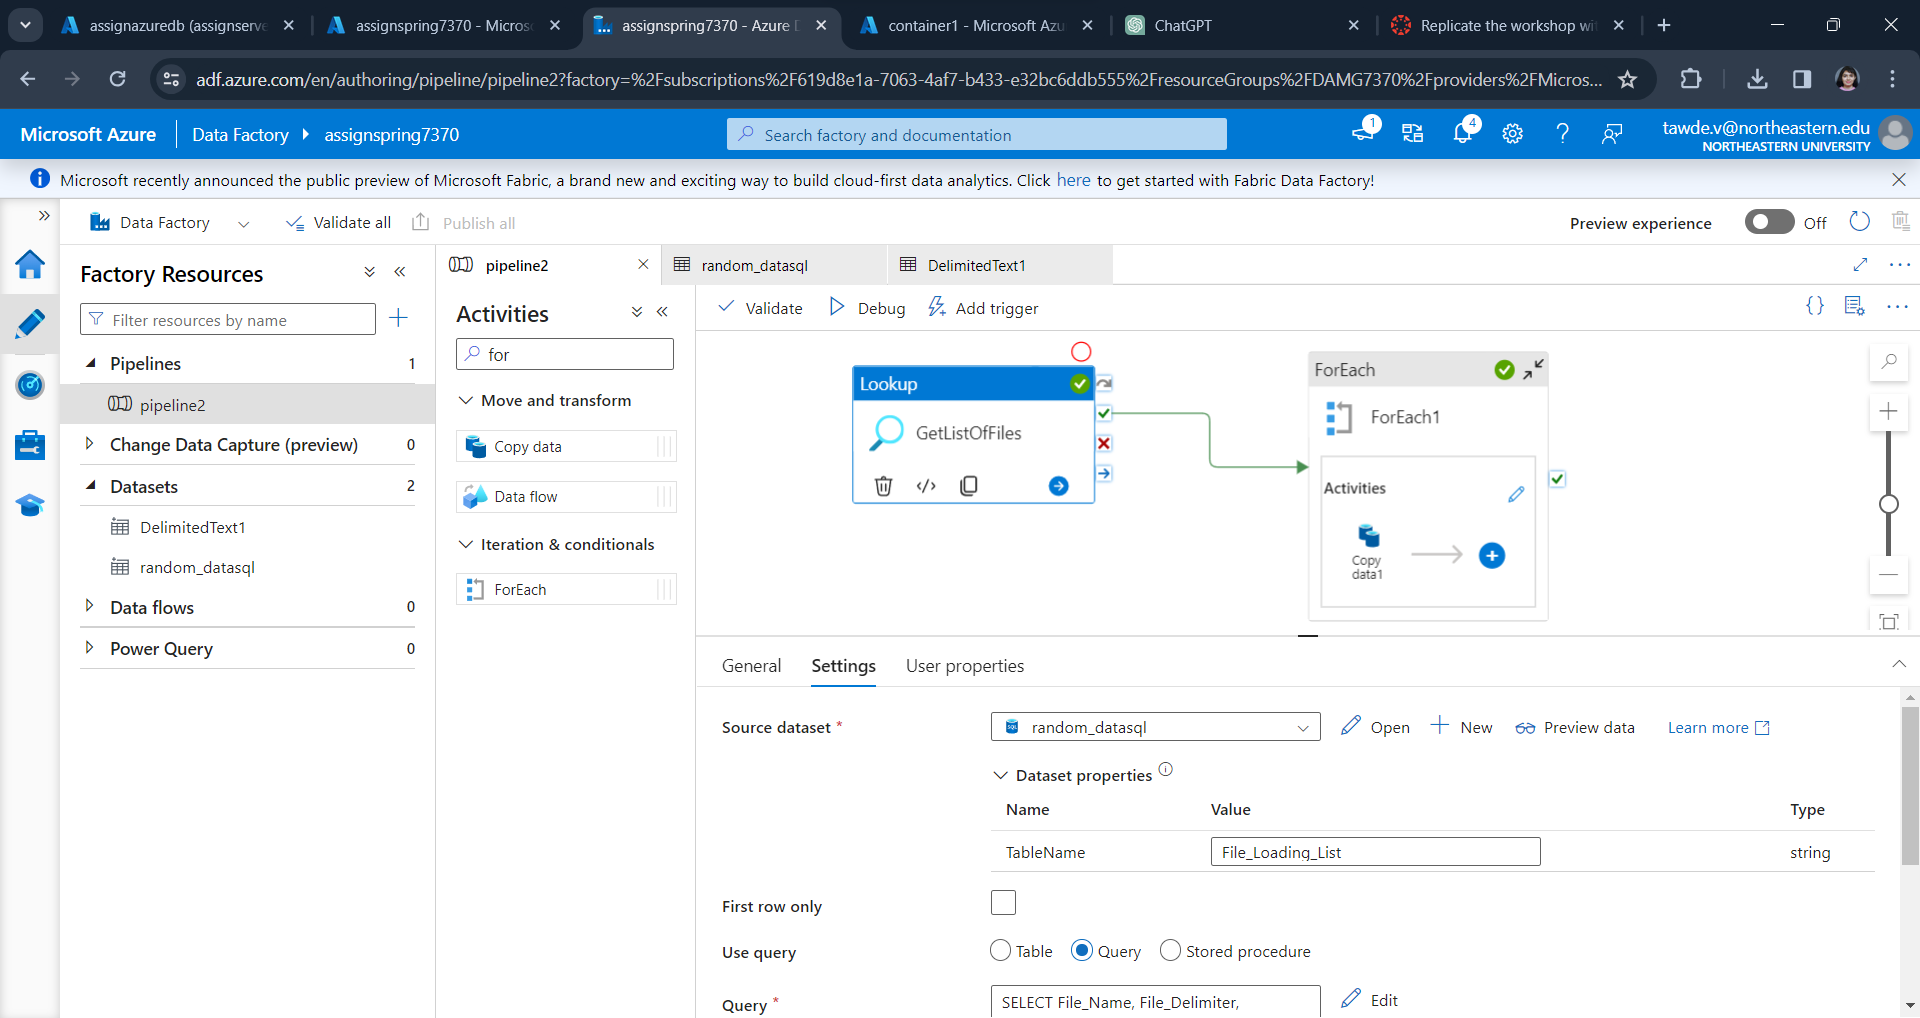 assignazuredb (assignserve
assignspring7370 - Micros
assignspring7370 - Azure D
container1 - Microsoft Azu
ChatGPT
Replicate the workshop wi
adf.azure.com/en/authoring/pipeline/pipeline2?factory=%2Fsubscriptions%2F619d8e1a-7063-4af7-b433-e32bc6ddb555%2FresourceGroups%2FDAMG7370%2Fproviders%2FMicros...
Microsoft Azure
Data Factory
assignspring7370
Search factory and documentation
1
4
tawde.v@northeastern.edu
NORTHEASTERN UNIVERSITY
Microsoft recently announced the public preview of Microsoft Fabric, a brand new and exciting way to build cloud-first data analytics. Click here to get started with Fabric Data Factory!
Data Factory
Validate all
Publish all
Preview experience
Off
Factory Resources
Filter resources by name
Pipelines 1
pipeline2
Change Data Capture (preview) 0
Datasets 2
DelimitedText1
random_datasql
Data flows 0
Power Query 0
pipeline2
random_datasql
DelimitedText1
Activities
for
Move and transform
Copy data
Data flow
Iteration & conditionals
ForEach
Validate
Debug
Add trigger
Lookup
GetListOfFiles
ForEach
ForEach1
Activities
Copy
data1
General
Settings
User properties
Source dataset *
random_datasql
Open
New
Preview data
Learn more
Dataset properties
Name Value Type
TableName File_Loading_List string
First row only
Use query
Table
Query
Stored procedure
Query *
SELECT File_Name, File_Delimiter,
Edit